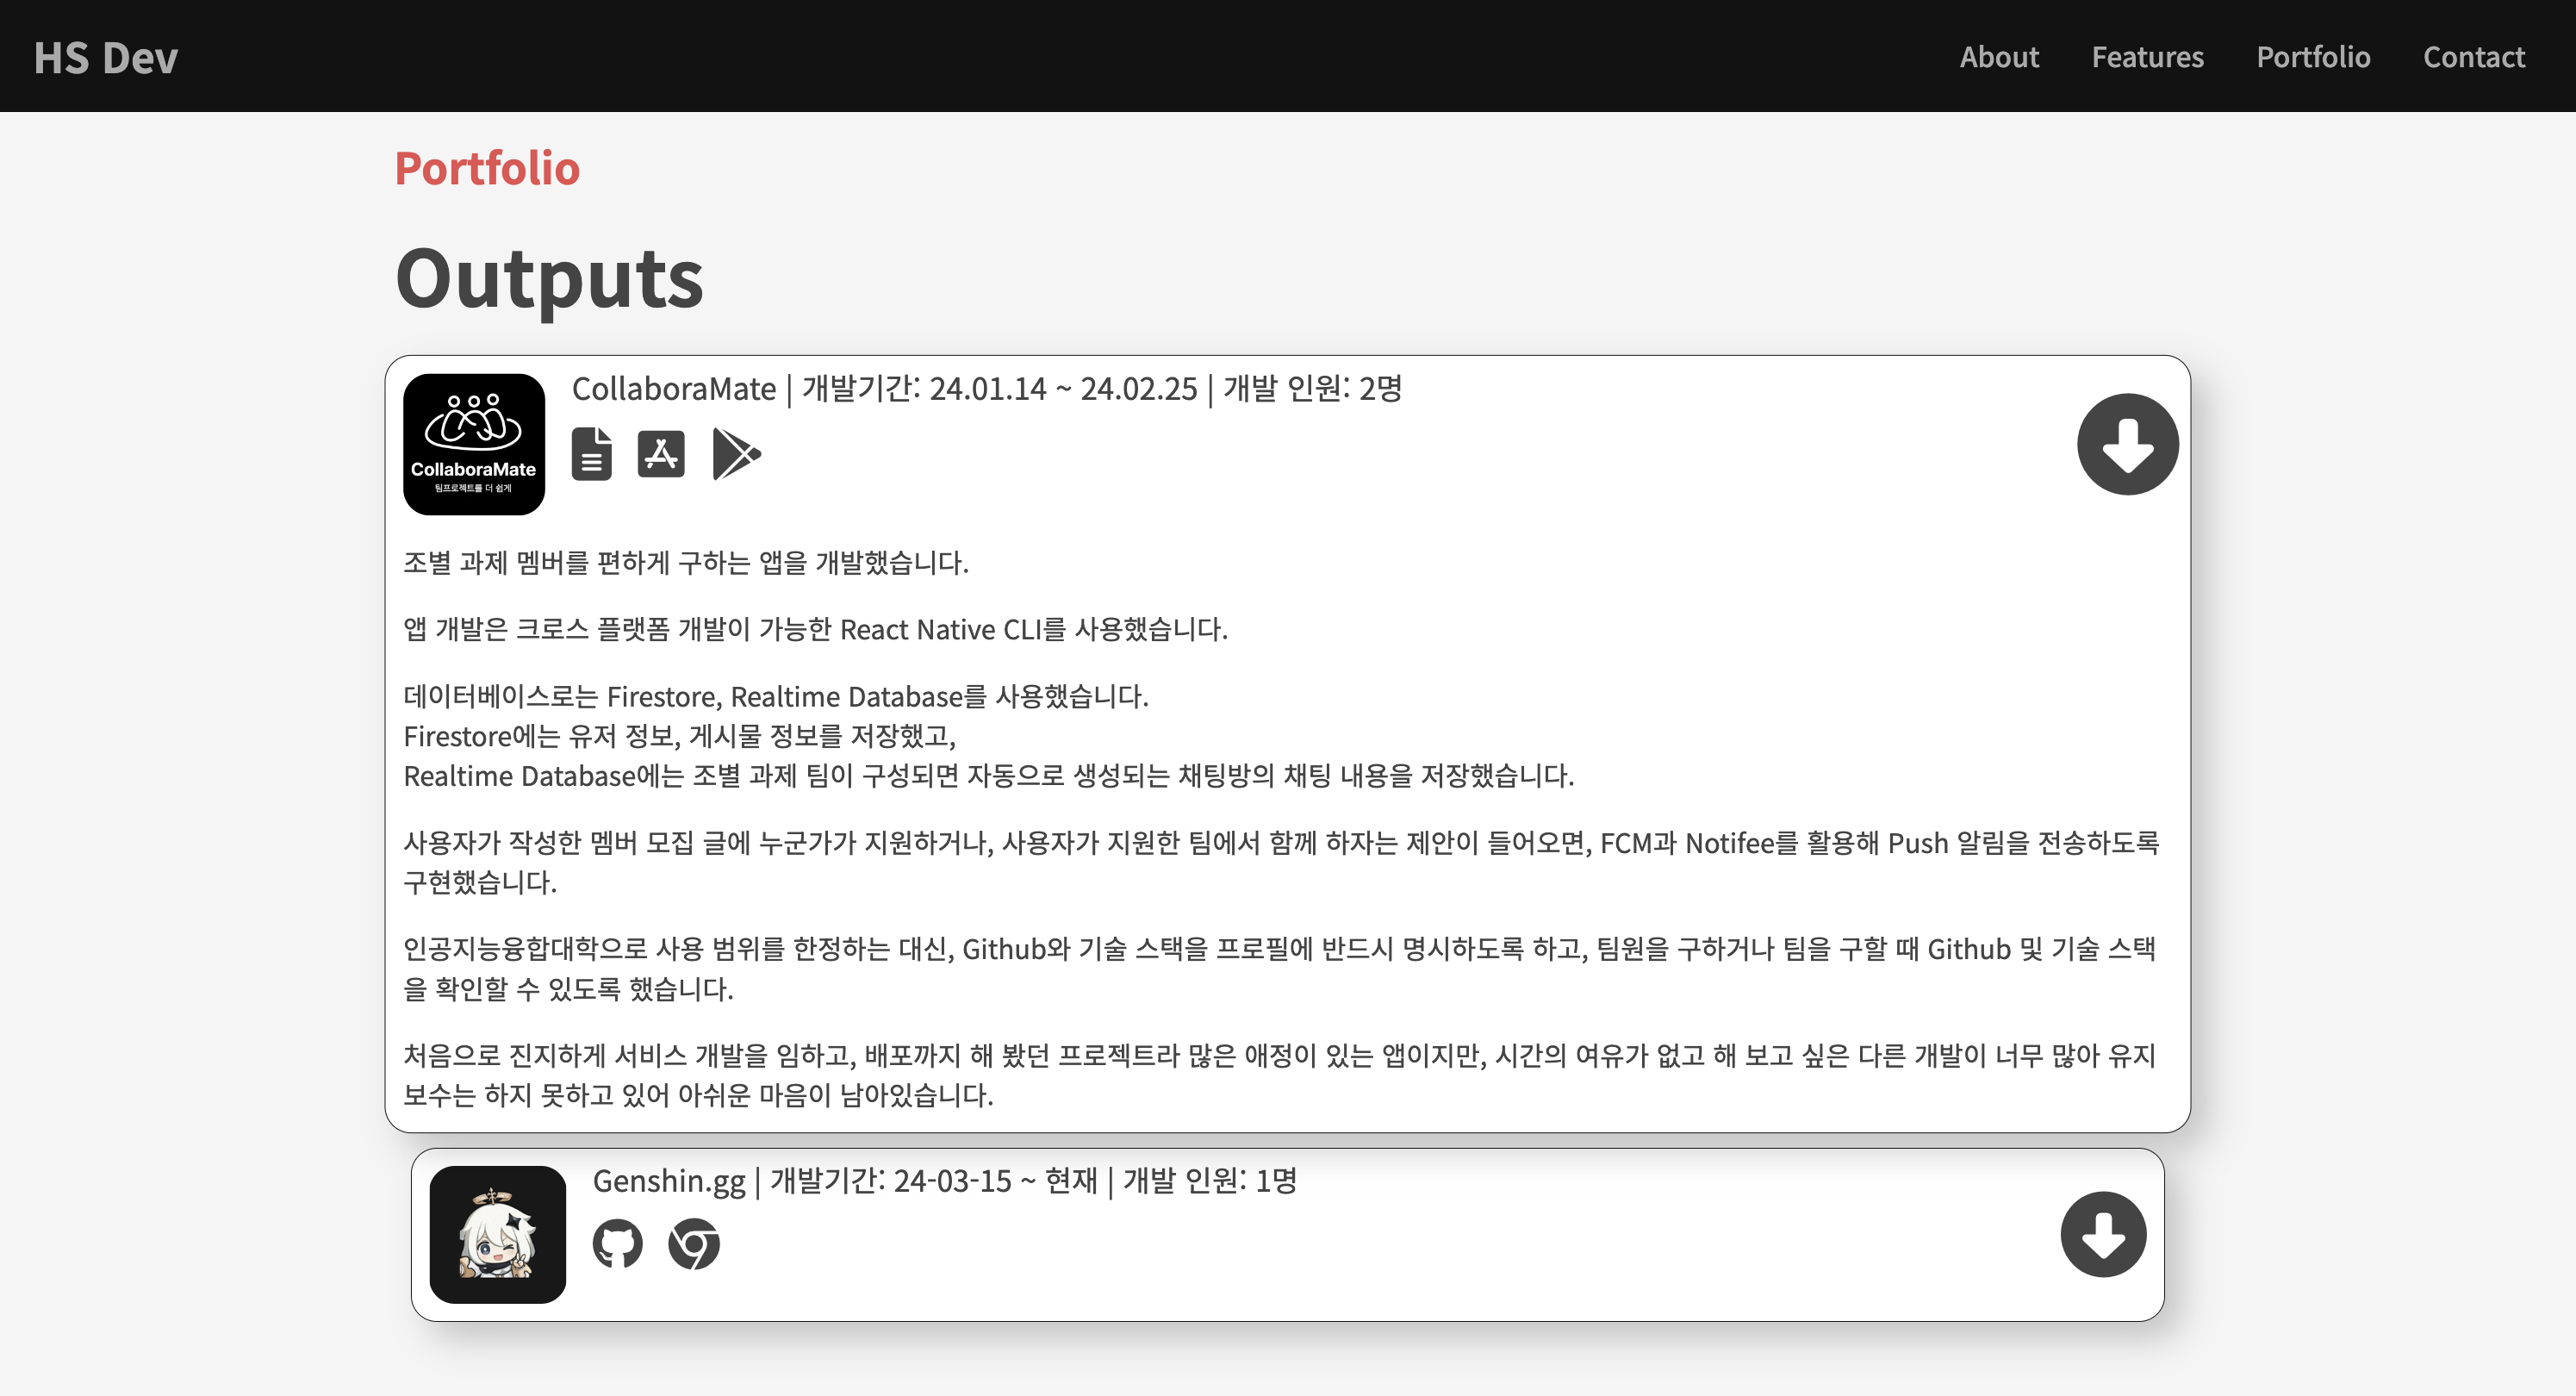 HS Dev
About Features Portfolio Contact
Portfolio
Outputs
CollaboraMate
팀프로젝트를 더 쉽게
CollaboraMate | 개발기간: 24.01.14 ~ 24.02.25 | 개발 인원: 2명
조별 과제 멤버를 편하게 구하는 앱을 개발했습니다.
앱 개발은 크로스 플랫폼 개발이 가능한 React Native CLI를 사용했습니다.
데이터베이스로는 Firestore, Realtime Database를 사용했습니다.
Firestore에는 유저 정보, 게시물 정보를 저장했고,
Realtime Database에는 조별 과제 팀이 구성되면 자동으로 생성되는 채팅방의 채팅 내용을 저장했습니다.
사용자가 작성한 멤버 모집 글에 누군가가 지원하거나, 사용자가 지원한 팀에서 함께 하자는 제안이 들어오면, FCM과 Notifee를 활용해 Push 알림을 전송하도록
구현했습니다.
인공지능융합대학으로 사용 범위를 한정하는 대신, Github와 기술 스택을 프로필에 반드시 명시하도록 하고, 팀원을 구하거나 팀을 구할 때 Github 및 기술 스택
을 확인할 수 있도록 했습니다.
처음으로 진지하게 서비스 개발을 임하고, 배포까지 해 봤던 프로젝트라 많은 애정이 있는 앱이지만, 시간의 여유가 없고 해 보고 싶은 다른 개발이 너무 많아 유지
보수는 하지 못하고 있어 아쉬운 마음이 남아있습니다.
Genshin.gg | 개발기간: 24-03-15 ~ 현재 | 개발 인원: 1명